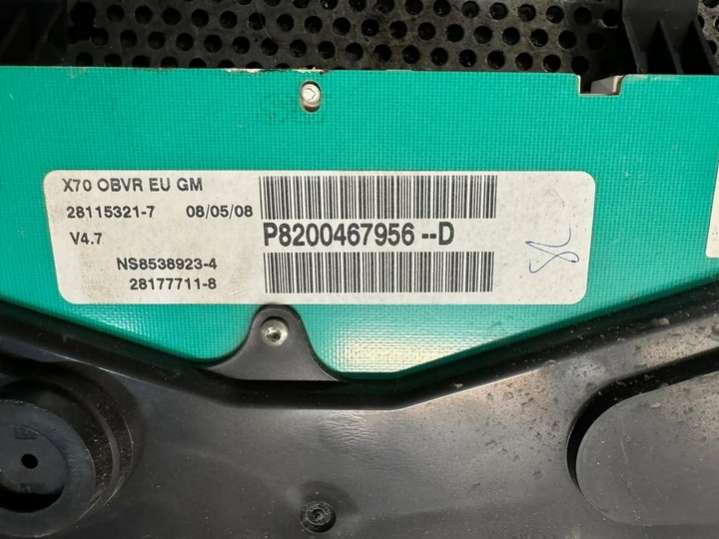 X70 OBVR EU GM
28115321-7 08/05/08
V4.7
P8200467956--D
NS8538923-4
28177711-8